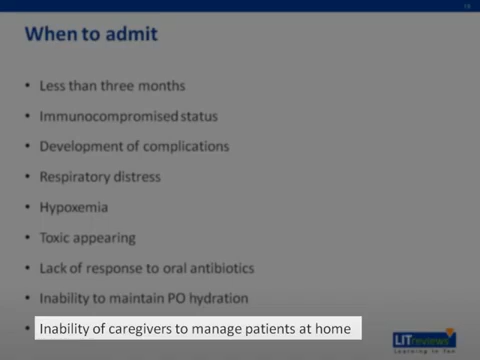 When to admit
• Less than three months
• Immunocompromised status
• Development of complications
• Respiratory distress
• Hypoxemia
• Toxic appearing
• Lack of response to oral antibiotics
• Inability to maintain PO hydration
• Inability of caregivers to manage patients at home
LITreviews
Learning is fun